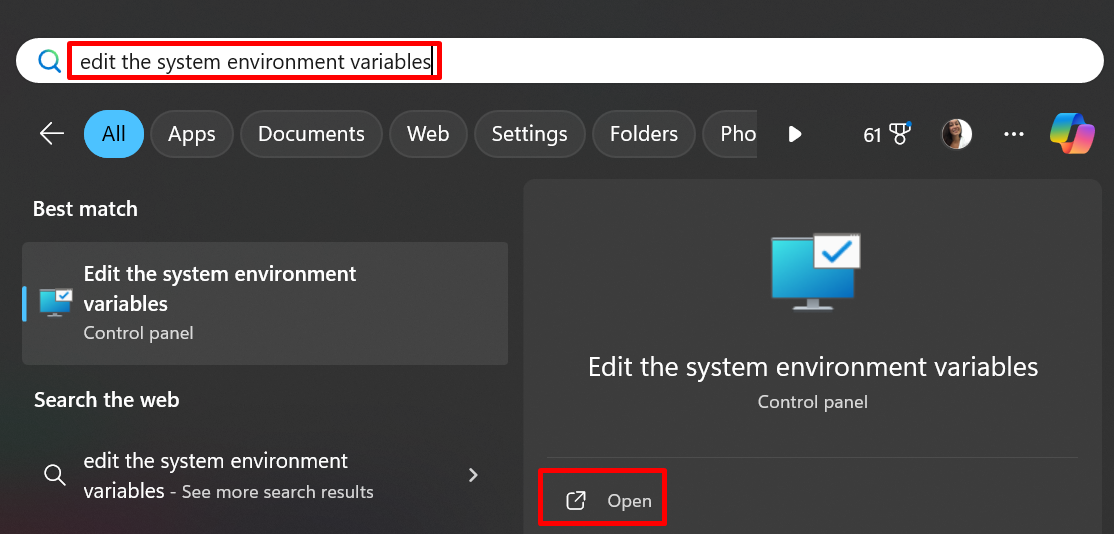 edit the system environment variables
All Apps Documents Web Settings Folders Pho 61
Best match
Edit the system environment
variables
Control panel
Search the web
edit the system environment
variables - See more search results
Edit the system environment variables
Control panel
Open